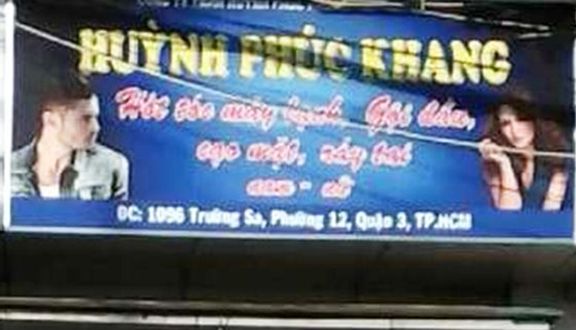 HUỲNH PHÚC KHANG
Hớt tóc máy lạnh Gội đầu,
cạo mặt, ráy tai
nam - nữ
ĐC: 1096 Trường Sa, Phường 12, Quận 3, TP.HCM